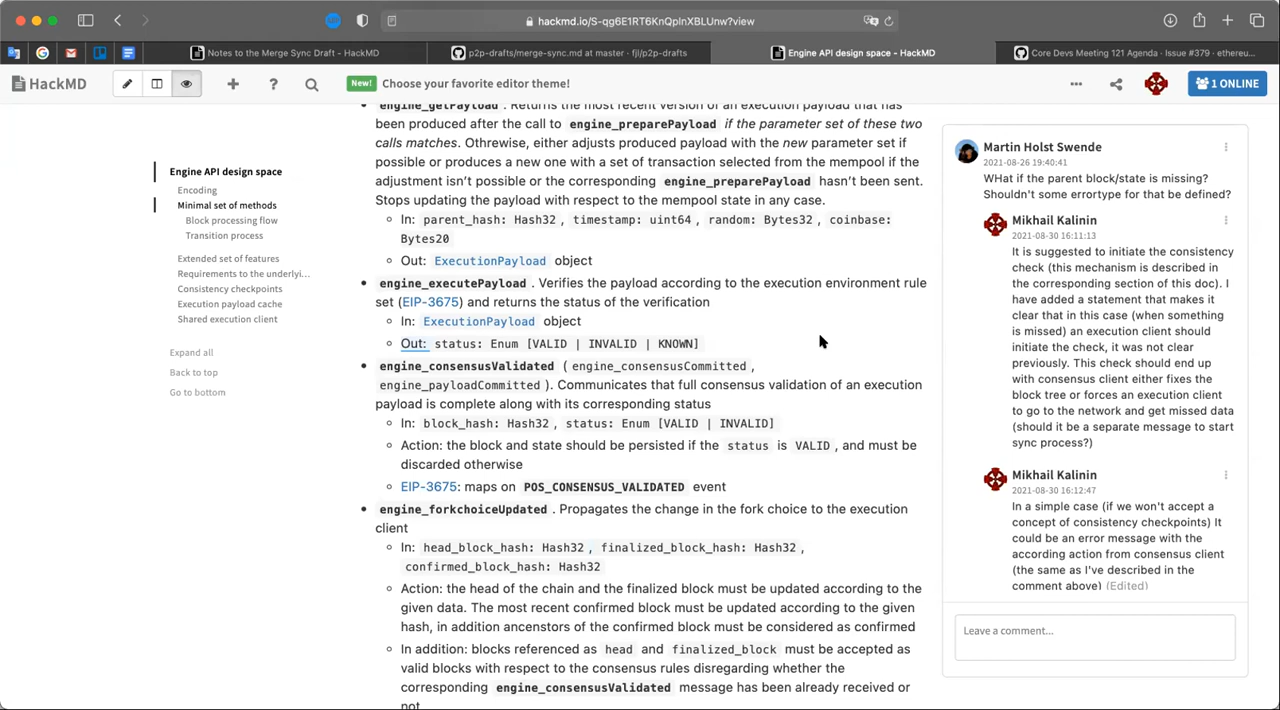 hackmd.io/S-qg6E1RT6KnQpInXBLUnw?view
Notes to the Merge Sync Draft - HackMD
p2p-drafts/merge-sync.md at master · fjl/p2p-drafts
Engine API design space - HackMD
Core Devs Meeting 121 Agenda · Issue #379 · ethereu...
HackMD
New!
Choose your favorite editor theme!
1 ONLINE
Engine API design space
Encoding
Minimal set of methods
Block processing flow
Transition process
Extended set of features
Requirements to the underlyi...
Consistency checkpoints
Execution payload cache
Shared execution client
Expand all
Back to top
Go to bottom
engine_getPayload . Returns the most recent version of an execution payload that has
been produced after the call to engine_preparePayload if the parameter set of these two
calls matches. Othrewise, either adjusts produced payload with the new parameter set if
possible or produces a new one with a set of transaction selected from the mempool if the
adjustment isn't possible or the corresponding engine_preparePayload hasn't been sent.
Stops updating the payload with respect to the mempool state in any case.
In: parent_hash: Hash32 , timestamp: uint64 , random: Bytes32 , coinbase:
Bytes20
Out: ExecutionPayload object
engine_executePayload . Verifies the payload according to the execution environment rule
set (EIP-3675) and returns the status of the verification
In: ExecutionPayload object
Out: status: Enum [VALID | INVALID | KNOWN]
engine_consensusValidated ( engine_consensusCommitted ,
engine_payloadCommitted ). Communicates that full consensus validation of an execution
payload is complete along with its corresponding status
In: block_hash: Hash32 , status: Enum [VALID | INVALID]
Action: the block and state should be persisted if the status is VALID , and must be
discarded otherwise
EIP-3675: maps on POS_CONSENSUS_VALIDATED event
engine_forkchoiceUpdated . Propagates the change in the fork choice to the execution
client
In: head_block_hash: Hash32 , finalized_block_hash: Hash32 ,
confirmed_block_hash: Hash32
Action: the head of the chain and the finalized block must be updated according to the
given data. The most recent confirmed block must be updated according to the given
hash, in addition ancenstors of the confirmed block must be considered as confirmed
In addition: blocks referenced as head and finalized_block must be accepted as
valid blocks with respect to the consensus rules disregarding whether the
corresponding engine_consensusValidated message has been already received or
not
Martin Holst Swende
2021-08-26 19:40:41
WHat if the parent block/state is missing?
Shouldn't some errortype for that be defined?
Mikhail Kalinin
2021-08-30 16:11:13
It is suggested to initiate the consistency
check (this mechanism is described in
the corresponding section of this doc). I
have added a statement that makes it
clear that in this case (when something
is missed) an execution client should
initiate the check, it was not clear
previously. This check should end up
with consensus client either fixes the
block tree or forces an execution client
to go to the network and get missed data
(should it be a separate message to start
sync process?)
Mikhail Kalinin
2021-08-30 16:12:47
In a simple case (if we won't accept a
concept of consistency checkpoints) It
could be an error message with the
according action from consensus client
(the same as I've described in the
comment above) (Edited)
Leave a comment...